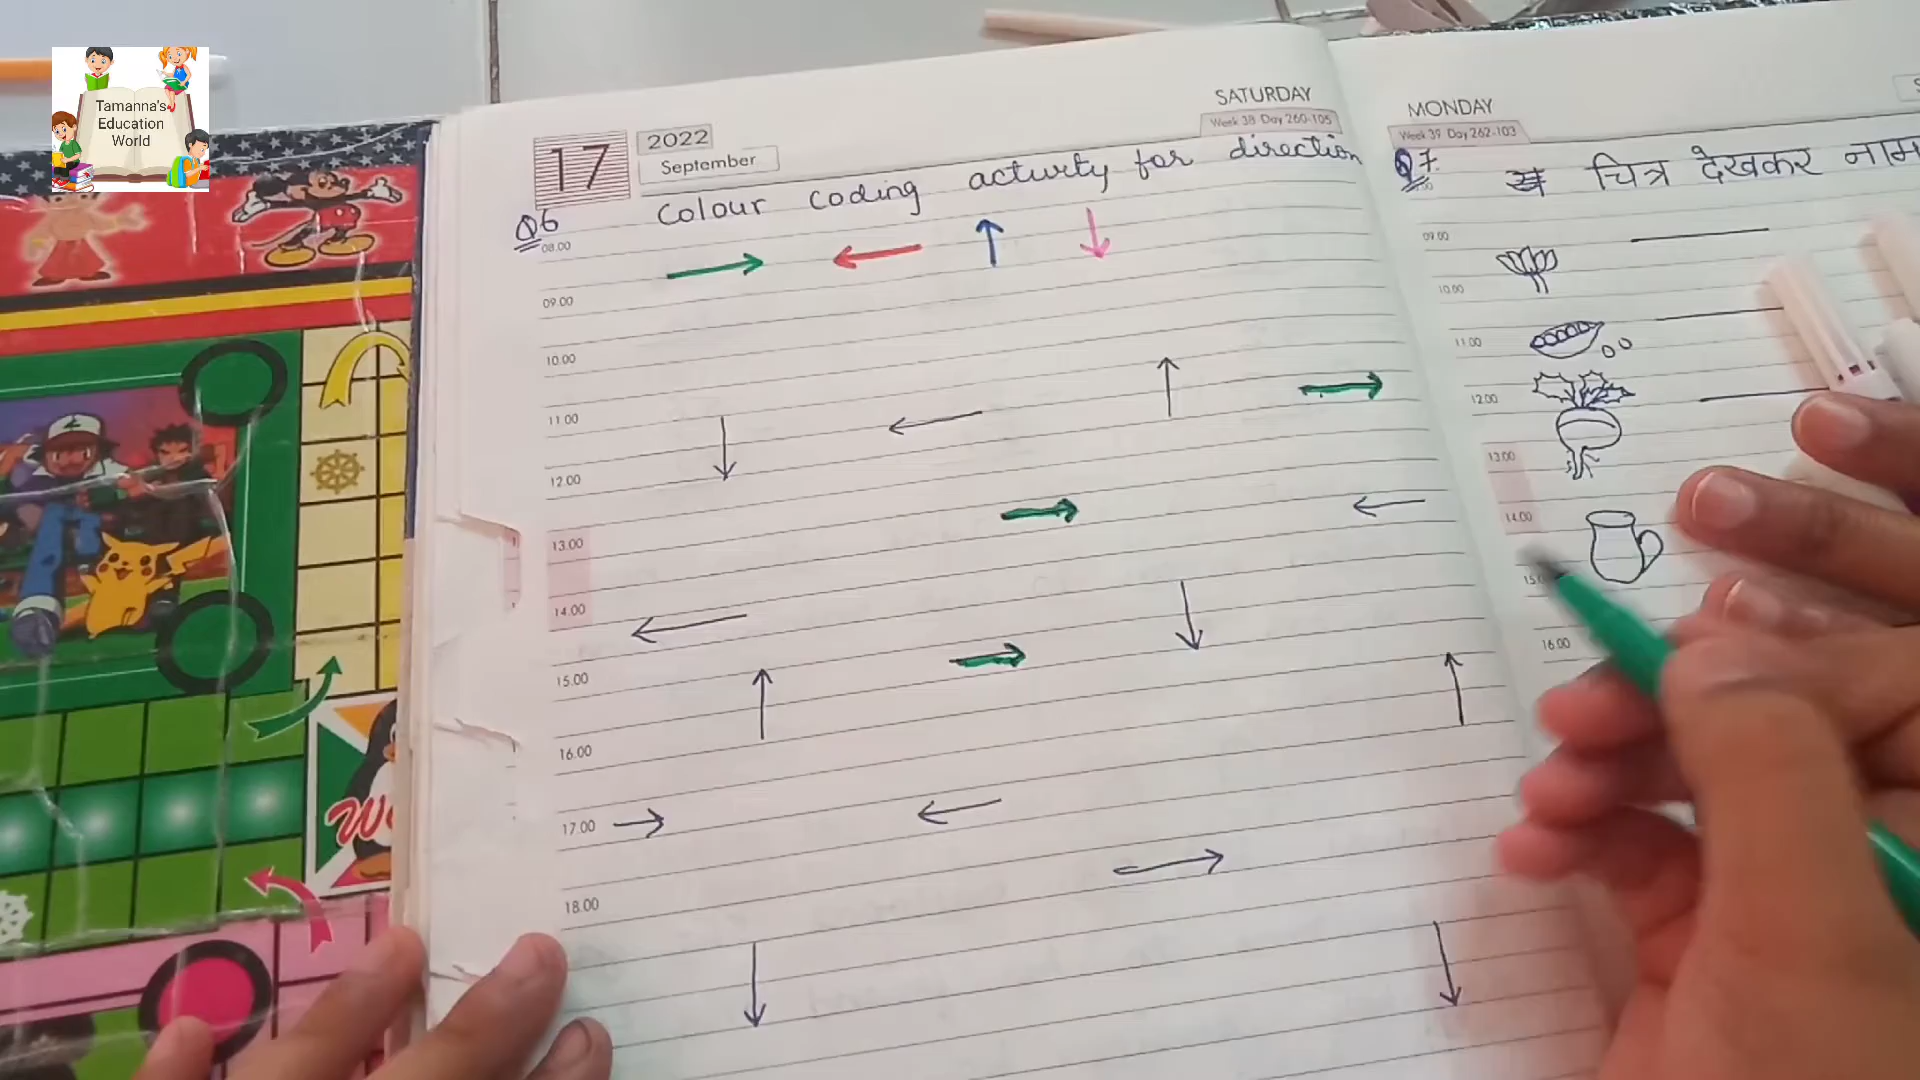 Tamanna's
Education
World
17
2022
September
SATURDAY
Week 38 Day 260-105
Q6
Colour coding activity for direction
08.00
09.00
10.00
11.00
12.00
13.00
14.00
15.00
16.00
17.00
18.00
MONDAY
Week 39 Day 262-103
Q7.
चित्र देखकर नाम
09.00
10.00
11.00
12.00
13.00
14.00
16.00